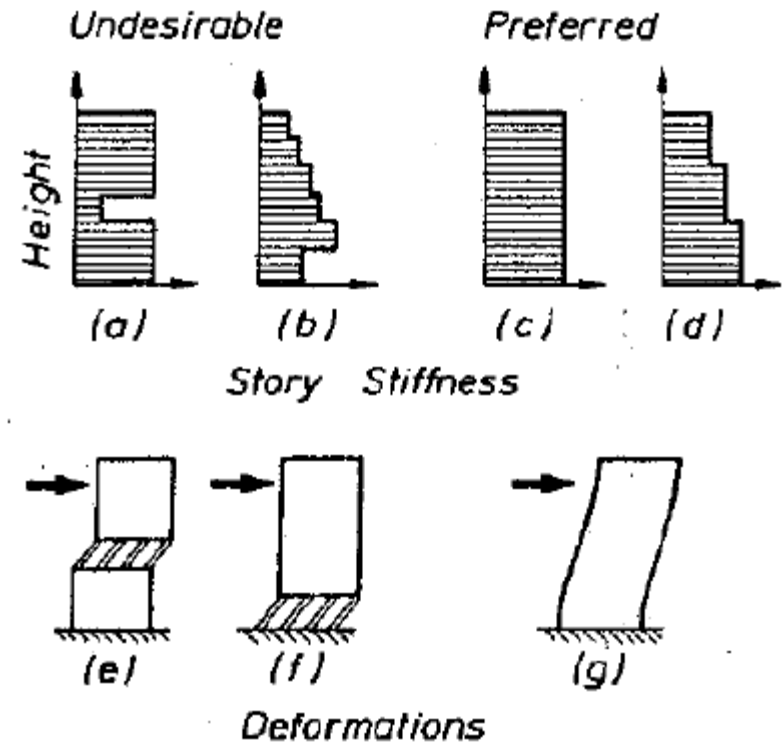 Undesirable Preferred
Height
(a) (b) (c) (d)
Story Stiffness
(e) (f) (g)
Deformations